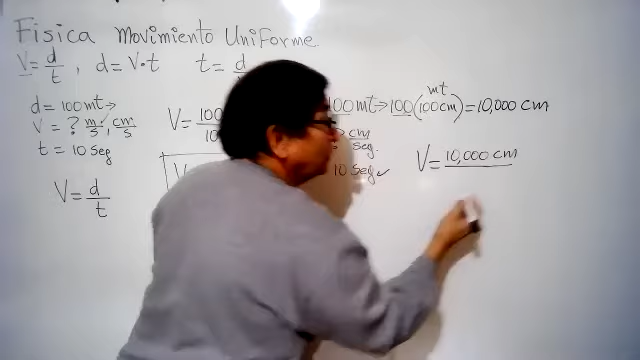 Fisica Movimiento Uniforme
V = d/t , d = V·t t = d/
d = 100 mt →
V = ? m/s, cm/s
t = 10 Seg
V = d/t
V = 100
10
V
100 mt → 100 (100 cm) = 10,000 cm
mt
cm/seg.
10 Seg ✓
V = 10,000 cm